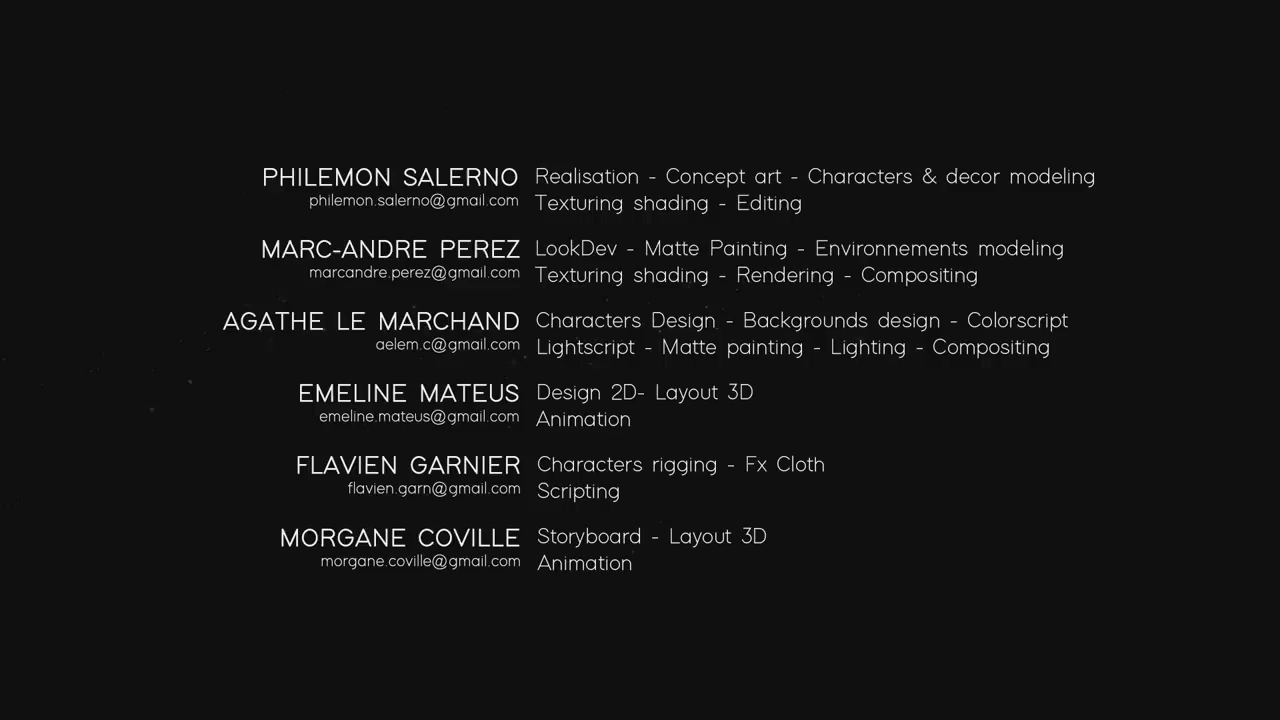 PHILEMON SALERNO Realisation - Concept art - Characters & decor modeling
philemon.salerno@gmail.com Texturing shading - Editing
MARC-ANDRE PEREZ LookDev - Matte Painting - Environnements modeling
marcandre.perez@gmail.com Texturing shading - Rendering - Compositing
AGATHE LE MARCHAND Characters Design - Backgrounds design - Colorscript
aelem.c@gmail.com Lightscript - Matte painting - Lighting - Compositing
EMELINE MATEUS Design 2D- Layout 3D
emeline.mateus@gmail.com Animation
FLAVIEN GARNIER Characters rigging - Fx Cloth
flavien.garn@gmail.com Scripting
MORGANE COVILLE Storyboard - Layout 3D
morgane.coville@gmail.com Animation